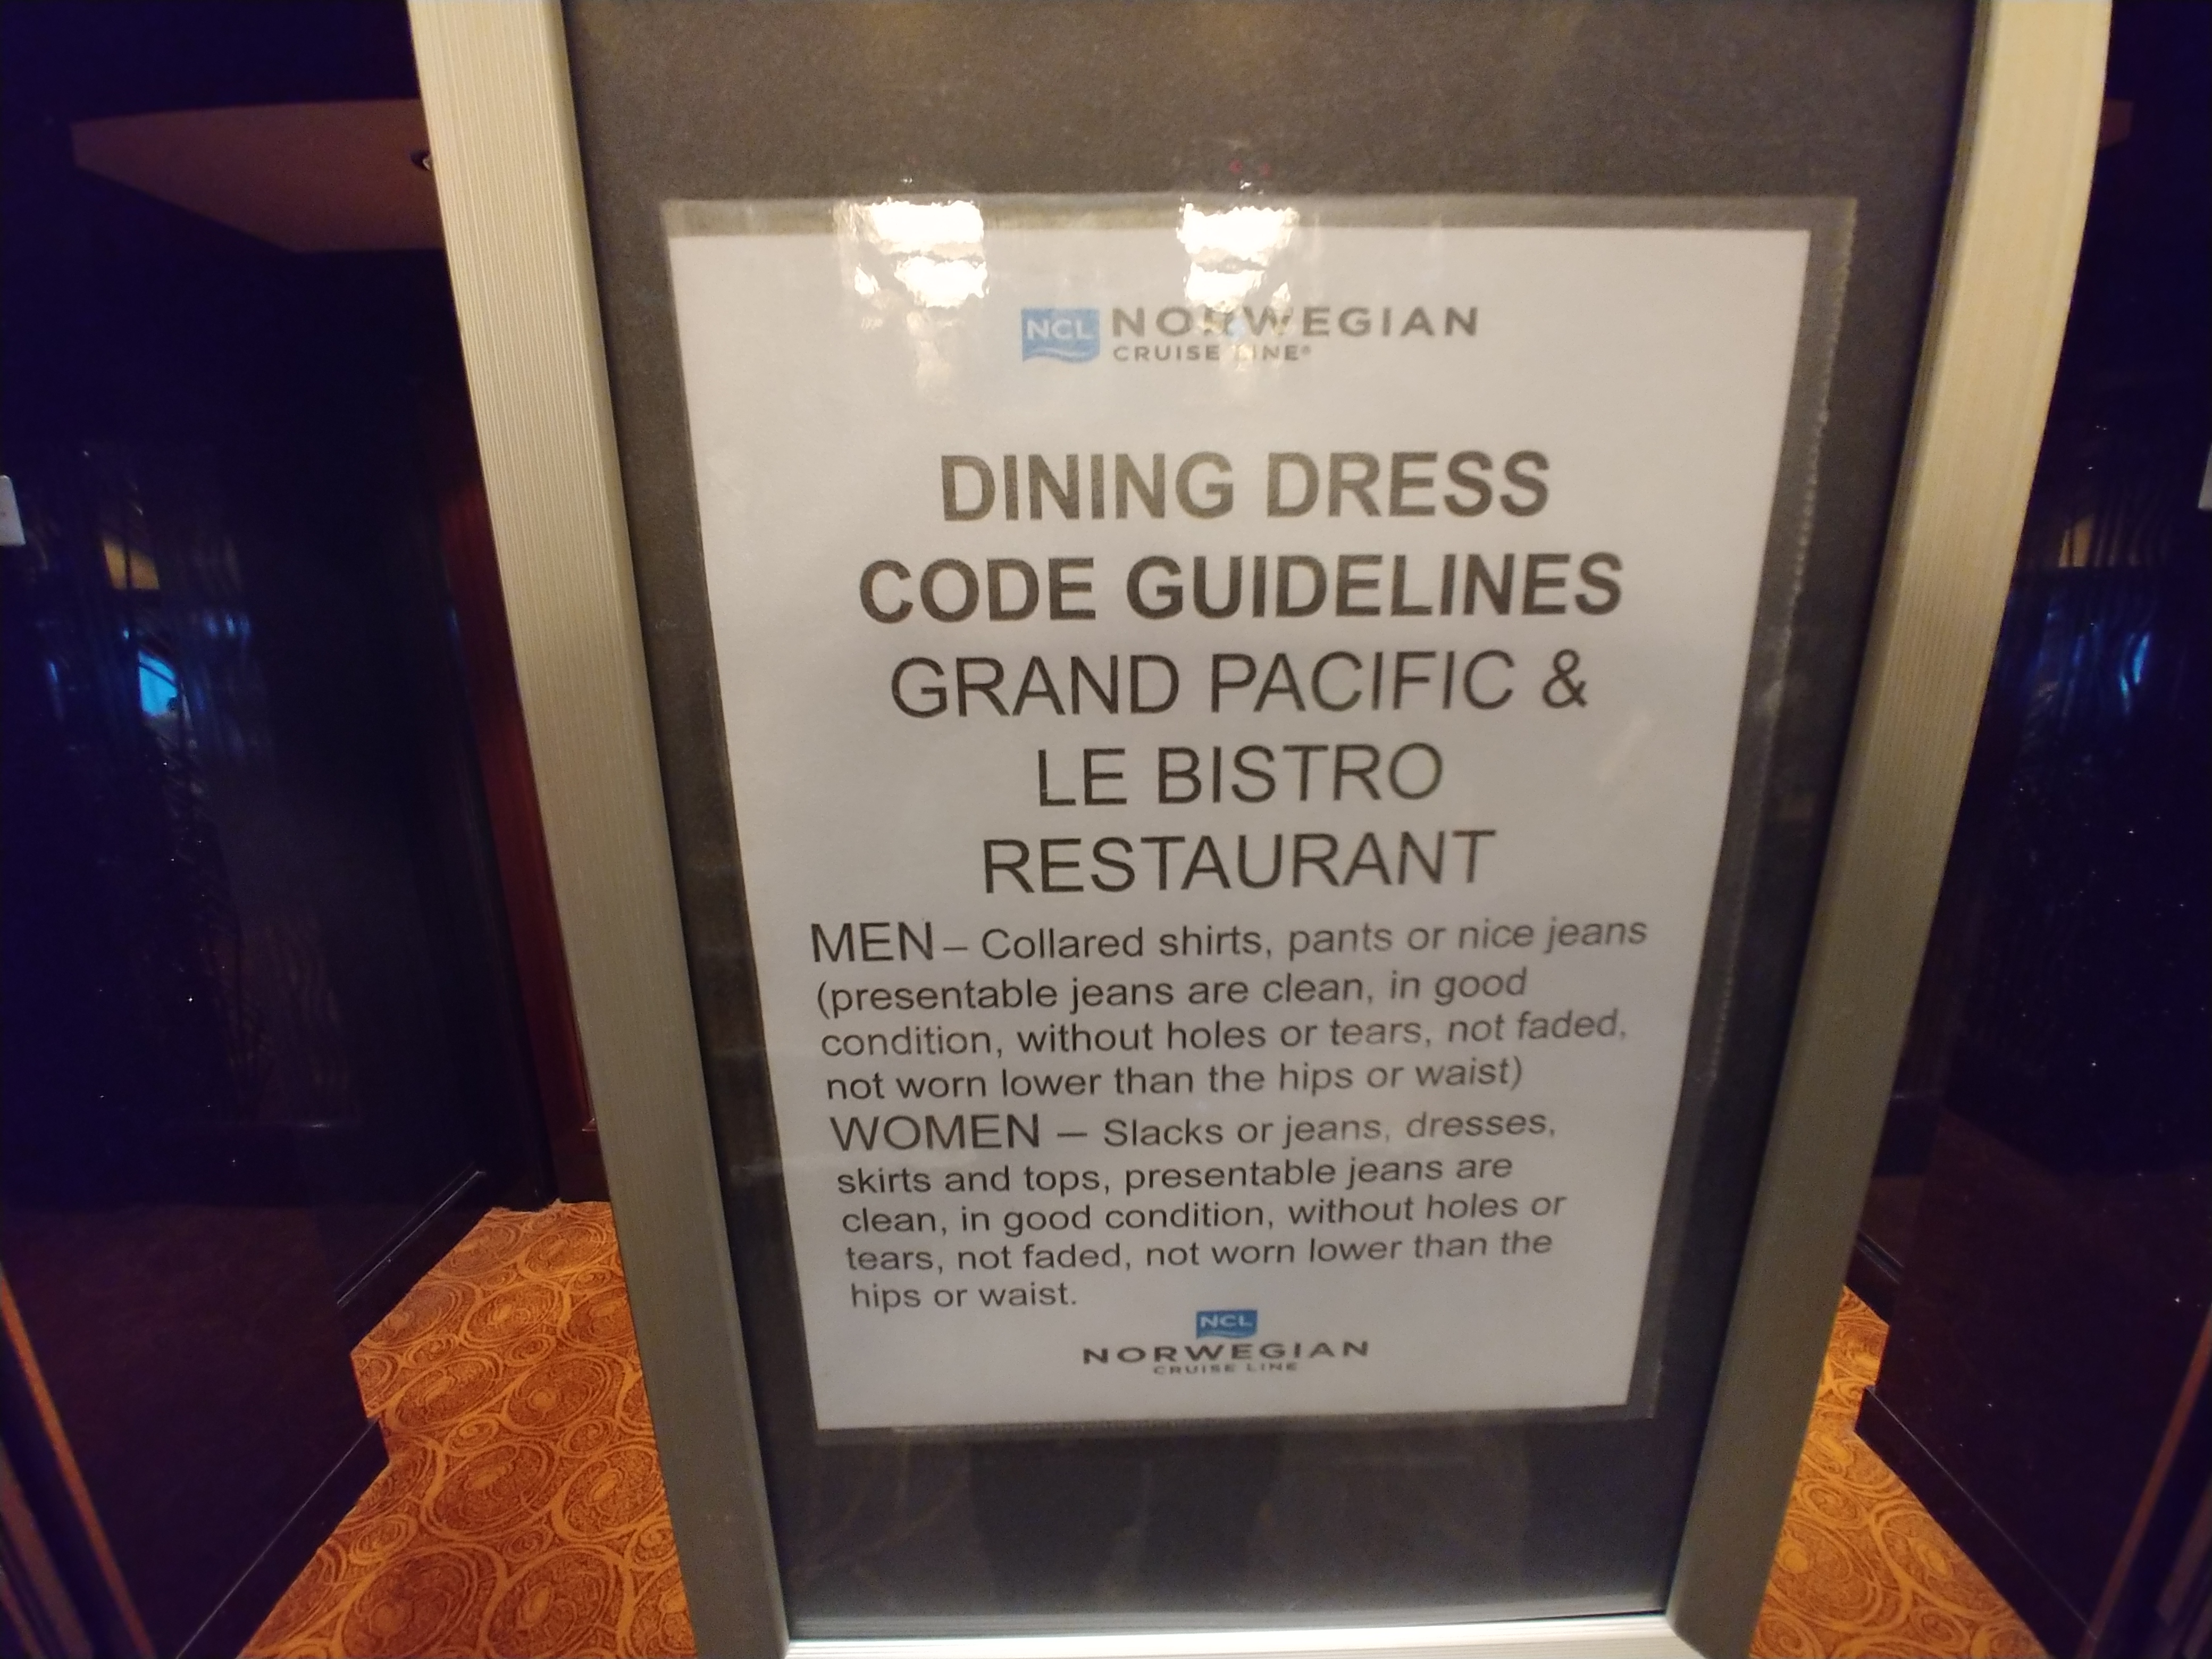 NCL NORWEGIAN
CRUISE LINE®
DINING DRESS
CODE GUIDELINES
GRAND PACIFIC &
LE BISTRO
RESTAURANT
MEN – Collared shirts, pants or nice jeans
(presentable jeans are clean, in good
condition, without holes or tears, not faded,
not worn lower than the hips or waist)
WOMEN – Slacks or jeans, dresses,
skirts and tops, presentable jeans are
clean, in good condition, without holes or
tears, not faded, not worn lower than the
hips or waist.
NCL
NORWEGIAN
CRUISE LINE